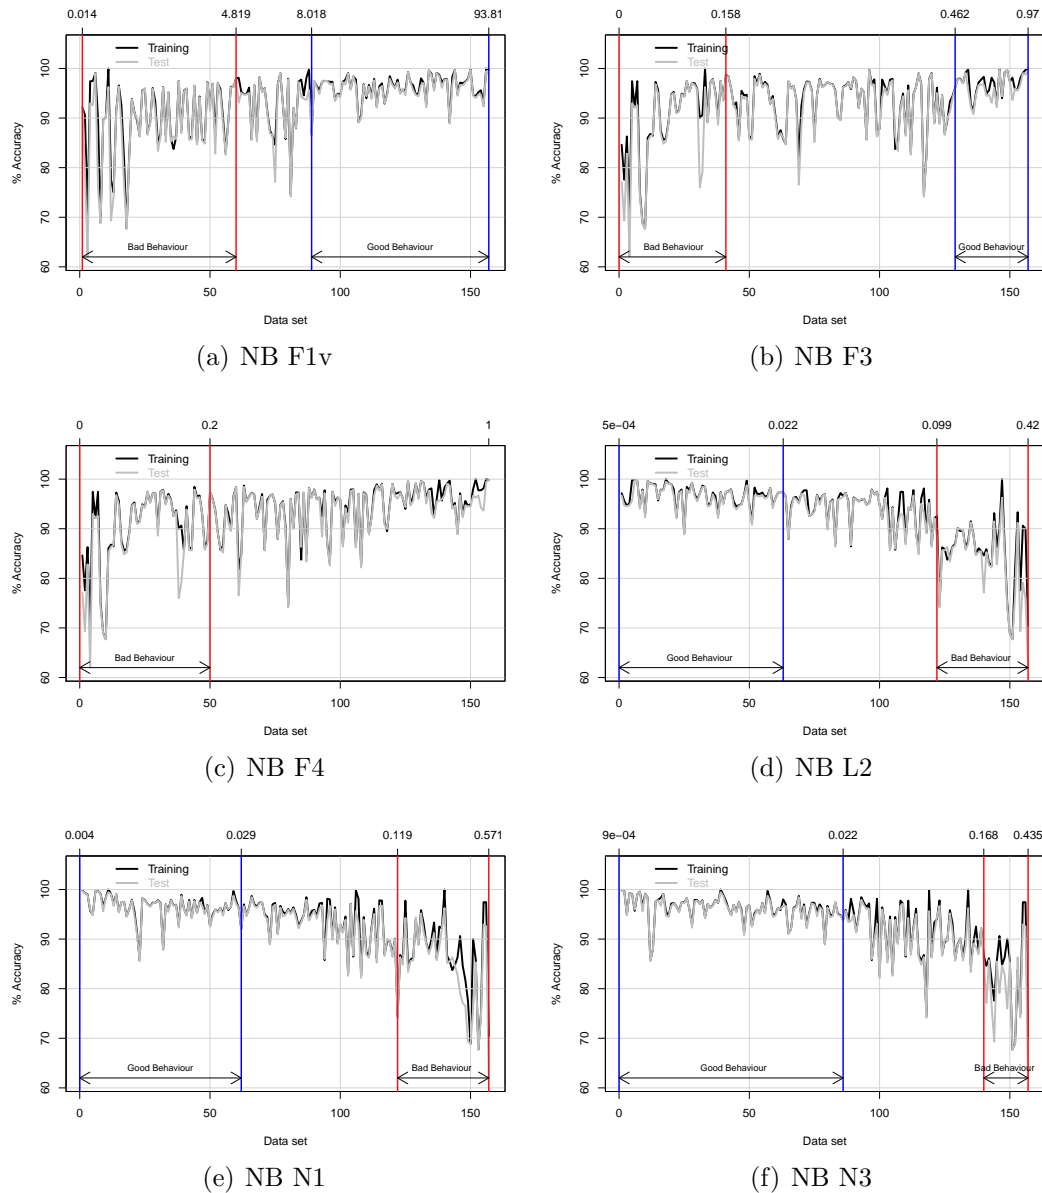 0.014 4.819 8.018 93.81
Training
Test
% Accuracy
100
90
80
70
60
Bad Behaviour
Good Behaviour
0 50 100 150
Data set
(a) NB F1v
0 0.158 0.462 0.97
Training
Test
% Accuracy
100
90
80
70
60
Bad Behaviour
Good Behaviour
0 50 100 150
Data set
(b) NB F3
0 0.2 1
Training
Test
% Accuracy
100
90
80
70
60
Bad Behaviour
0 50 100 150
Data set
(c) NB F4
5e−04 0.022 0.099 0.42
Training
Test
% Accuracy
100
90
80
70
60
Good Behaviour
Bad Behaviour
0 50 100 150
Data set
(d) NB L2
0.004 0.029 0.119 0.571
Training
Test
% Accuracy
100
90
80
70
60
Good Behaviour
Bad Behaviour
0 50 100 150
Data set
(e) NB N1
9e−04 0.022 0.168 0.435
Training
Test
% Accuracy
100
90
80
70
60
Good Behaviour
Bad Behaviour
0 50 100 150
Data set
(f) NB N3